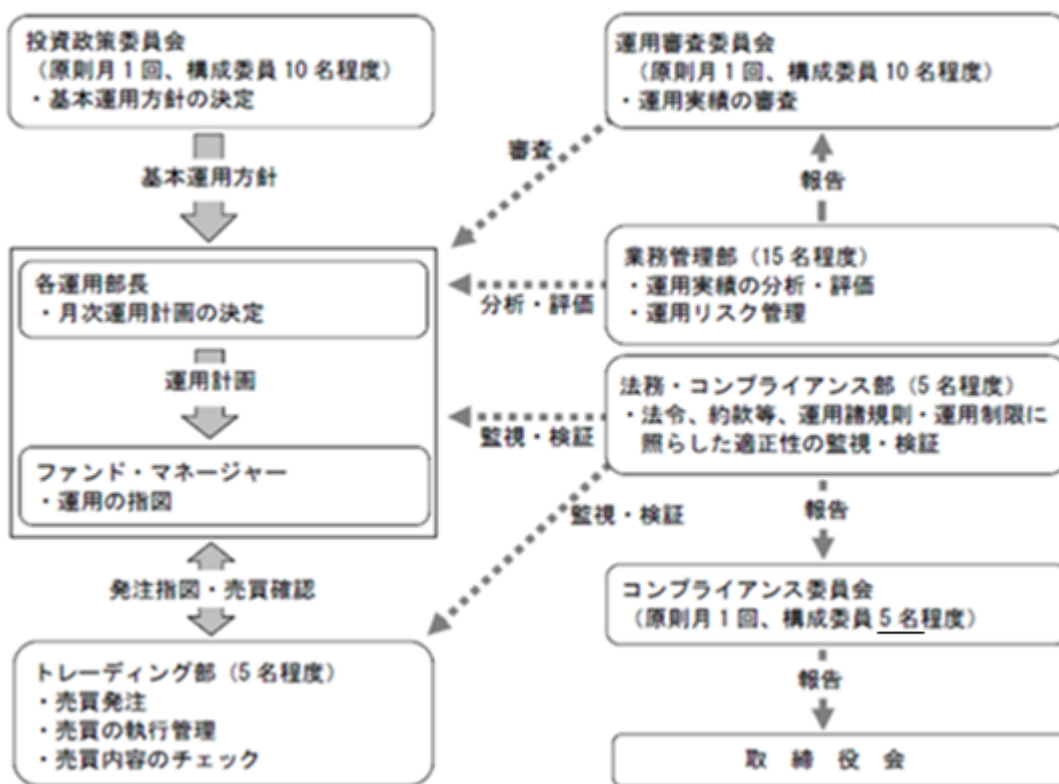 投資政策委員会
(原則月1回、構成委員10名程度)
・基本運用方針の決定
基本運用方針
各運用部長
・月次運用計画の決定
運用計画
ファンド・マネージャー
・運用の指図
発注指図・売買確認
トレーディング部(5名程度)
・売買発注
・売買の執行管理
・売買内容のチェック
運用審査委員会
(原則月1回、構成委員10名程度)
・運用実績の審査
審査
報告
業務管理部(15名程度)
・運用実績の分析・評価
・運用リスク管理
分析・評価
法務・コンプライアンス部(5名程度)
・法令、約款等、運用諸規則・運用制限に
照らした適正性の監視・検証
監視・検証
監視・検証
報告
コンプライアンス委員会
(原則月1回、構成委員5名程度)
報告
取締役会